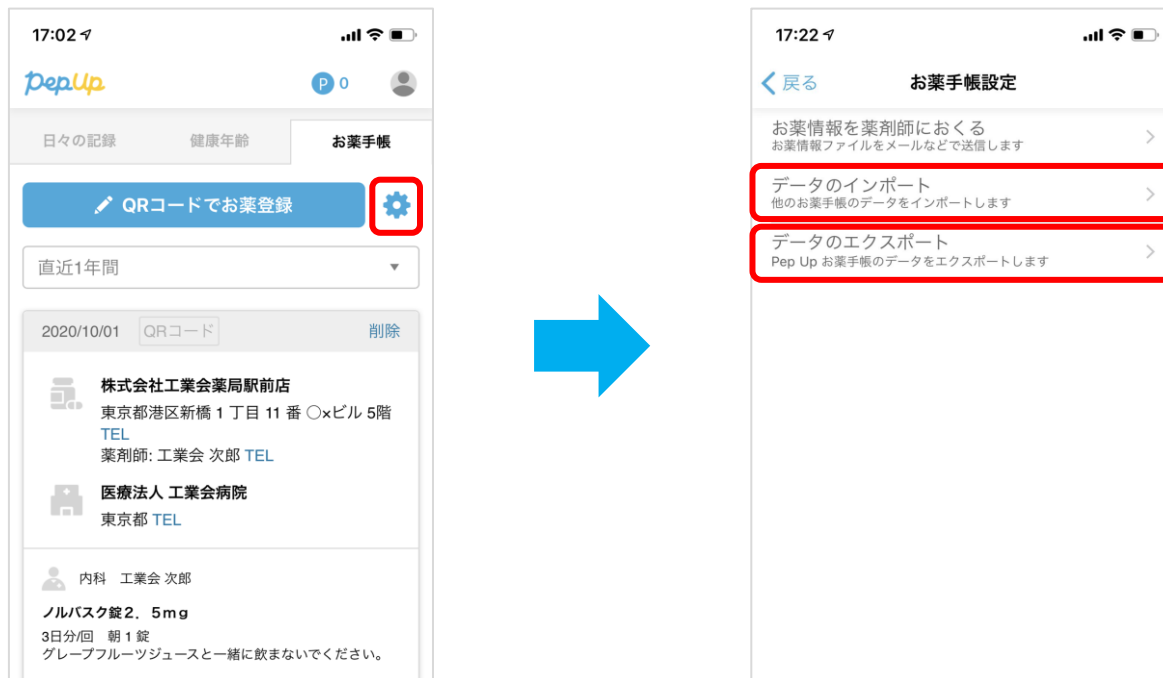 17:02
PepUp
P 0
日々の記録
健康年齢
お薬手帳
QRコードでお薬登録
直近1年間
2020/10/01 QRコード 削除
株式会社工業会薬局駅前店
東京都港区新橋 1 丁目 11 番 ○×ビル 5階
TEL
薬剤師: 工業会 次郎 TEL
医療法人 工業会病院
東京都 TEL
内科 工業会 次郎
ノルバスク錠2．5ｍｇ
3日分/回 朝 1 錠
グレープフルーツジュースと一緒に飲まないでください。
17:22
戻る
お薬手帳設定
お薬情報を薬剤師におくる
お薬情報ファイルをメールなどで送信します
データのインポート
他のお薬手帳のデータをインポートします
データのエクスポート
Pep Up お薬手帳のデータをエクスポートします